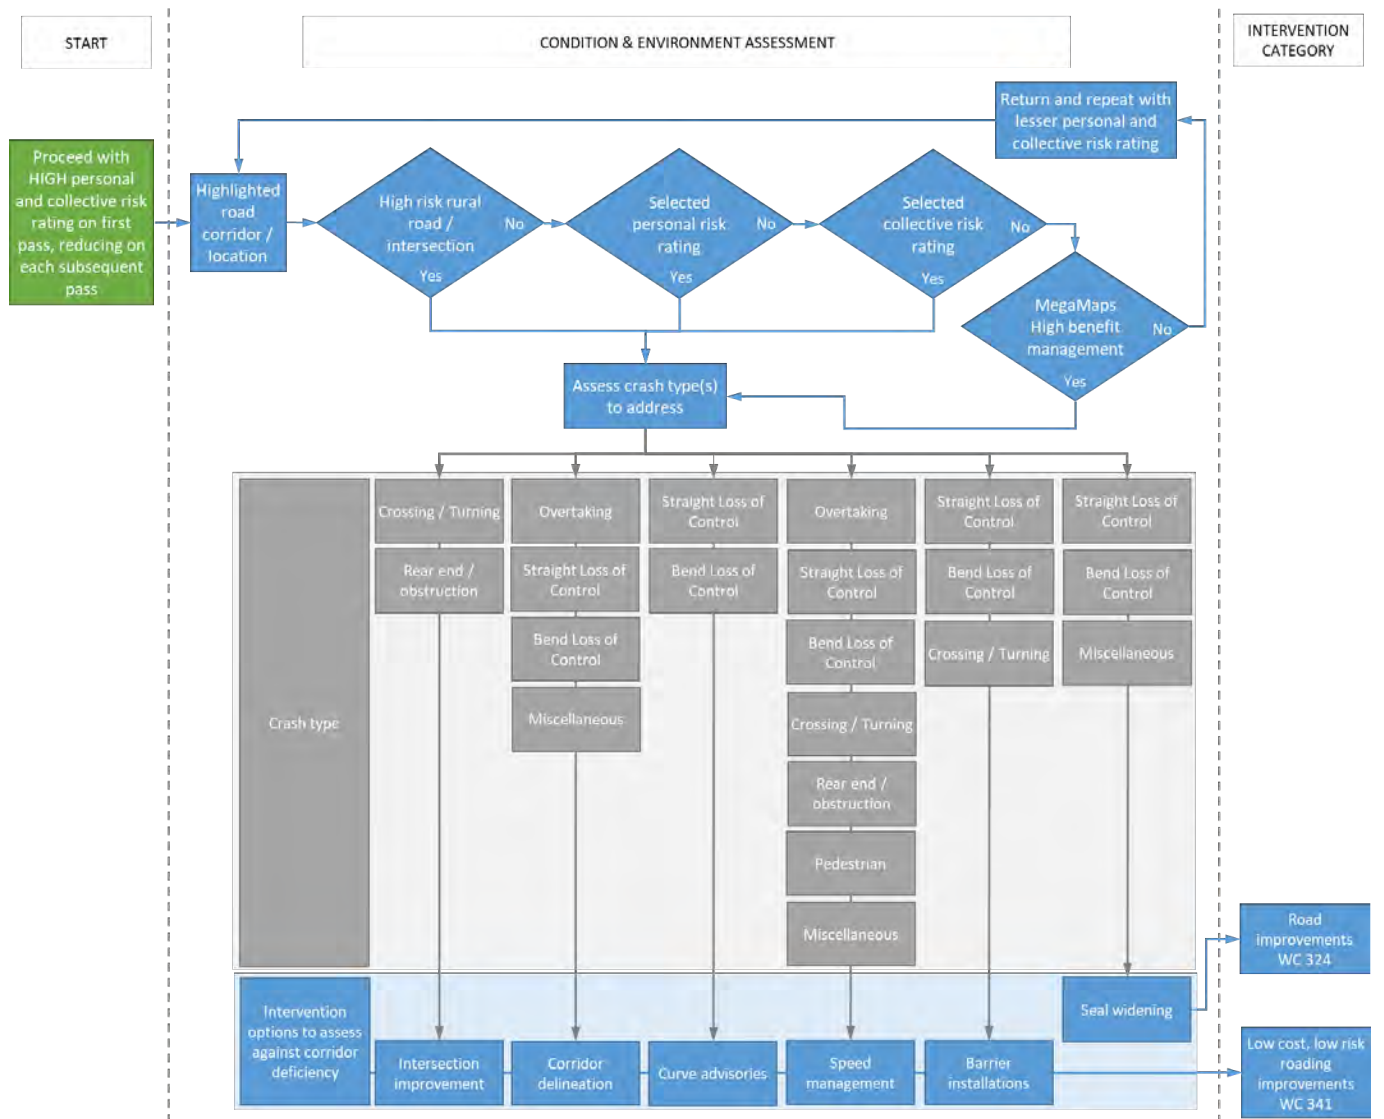 START
CONDITION & ENVIRONMENT ASSESSMENT
INTERVENTION
CATEGORY
Return and repeat with
lesser personal and
collective risk rating
Proceed with
HIGH personal
and collective risk
rating on first
pass, reducing on
each subsequent
pass
Highlighted
road
corridor /
location
High risk rural
road /
intersection
No
Yes
Selected
personal risk
rating
No
Yes
Selected
collective risk
rating
No
Yes
MegaMaps
High benefit
management
No
Yes
Assess crash type(s)
to address
Crash type
Crossing / Turning
Rear end /
obstruction
Overtaking
Straight Loss of
Control
Bend Loss of
Control
Miscellaneous
Straight Loss of
Control
Bend Loss of
Control
Overtaking
Straight Loss of
Control
Bend Loss of
Control
Crossing / Turning
Rear end /
obstruction
Pedestrian
Miscellaneous
Straight Loss of
Control
Bend Loss of
Control
Crossing / Turning
Straight Loss of
Control
Bend Loss of
Control
Miscellaneous
Intervention
options to assess
against corridor
deficiency
Intersection
improvement
Corridor
delineation
Curve advisories
Speed
management
Barrier
installations
Seal widening
Road
improvements
WC 324
Low cost, low risk
roading
improvements
WC 341